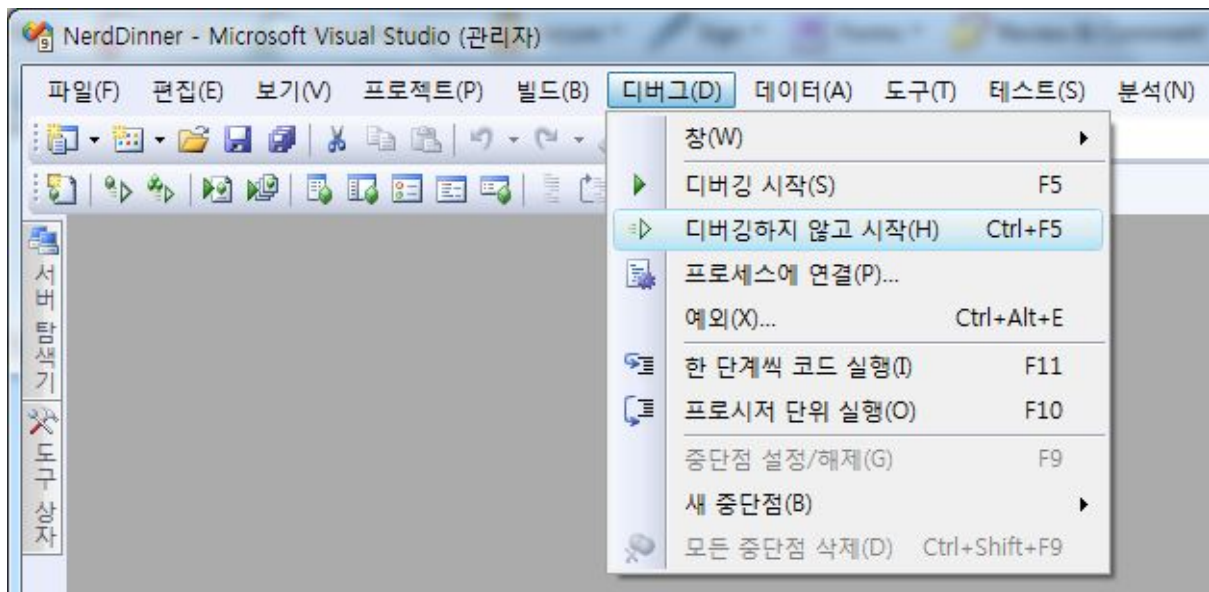 NerdDinner - Microsoft Visual Studio (관리자)
파일(F) 편집(E) 보기(V) 프로젝트(P) 빌드(B) 디버그(D) 데이터(A) 도구(T) 테스트(S) 분석(N)
창(W)
디버깅 시작(S) F5
디버깅하지 않고 시작(H) Ctrl+F5
프로세스에 연결(P)...
예외(X)... Ctrl+Alt+E
한 단계씩 코드 실행(I) F11
프로시저 단위 실행(O) F10
중단점 설정/해제(G) F9
새 중단점(B)
모든 중단점 삭제(D) Ctrl+Shift+F9
서버 탐색기
도구 상자